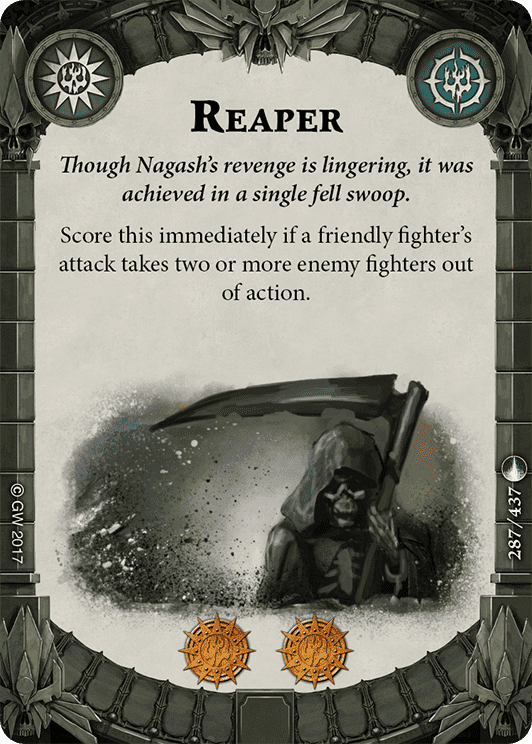 Reaper
Though Nagash's revenge is lingering, it was
achieved in a single fell swoop.
Score this immediately if a friendly fighter's
attack takes two or more enemy fighters out
of action.
© GW 2017
287/437